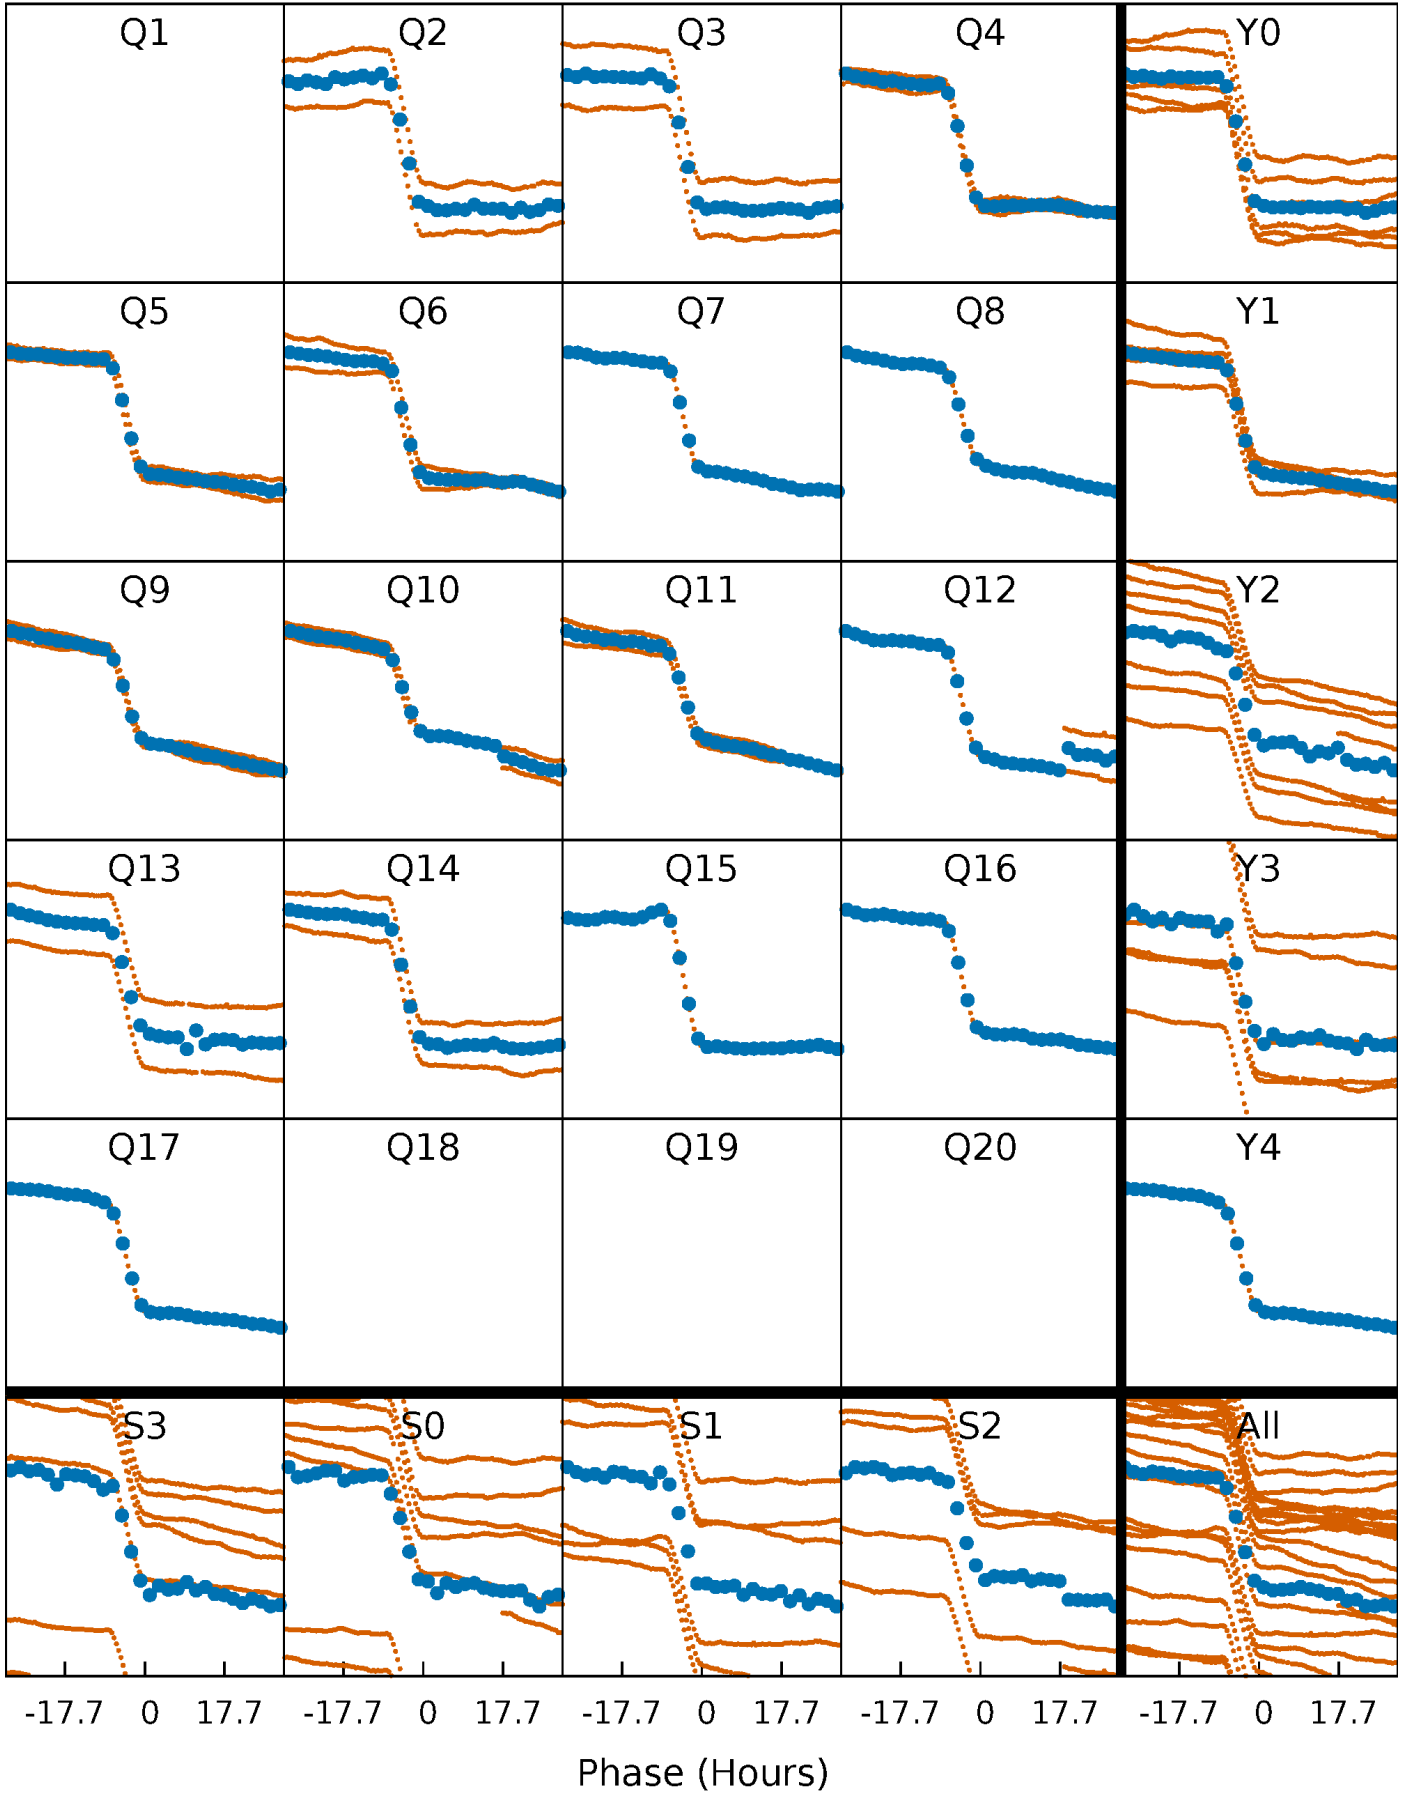 Q1 Q2 Q3 Q4 Y0
Q5 Q6 Q7 Q8 Y1
Q9 Q10 Q11 Q12 Y2
Q13 Q14 Q15 Q16 Y3
Q17 Q18 Q19 Q20 Y4
S3 S0 S1 S2 All
-17.7 0 17.7 -17.7 0 17.7 -17.7 0 17.7 -17.7 0 17.7 -17.7 0 17.7
Phase (Hours)